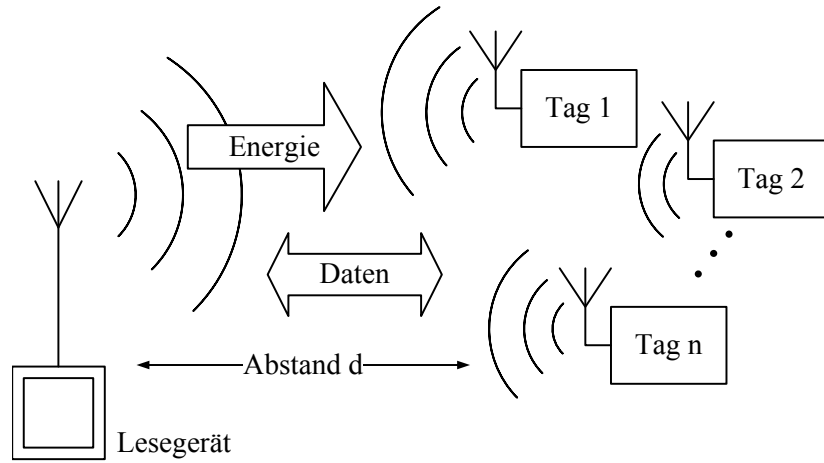 Tag 1
Energie
Tag 2
Daten
Tag n
Abstand d
Lesegerät